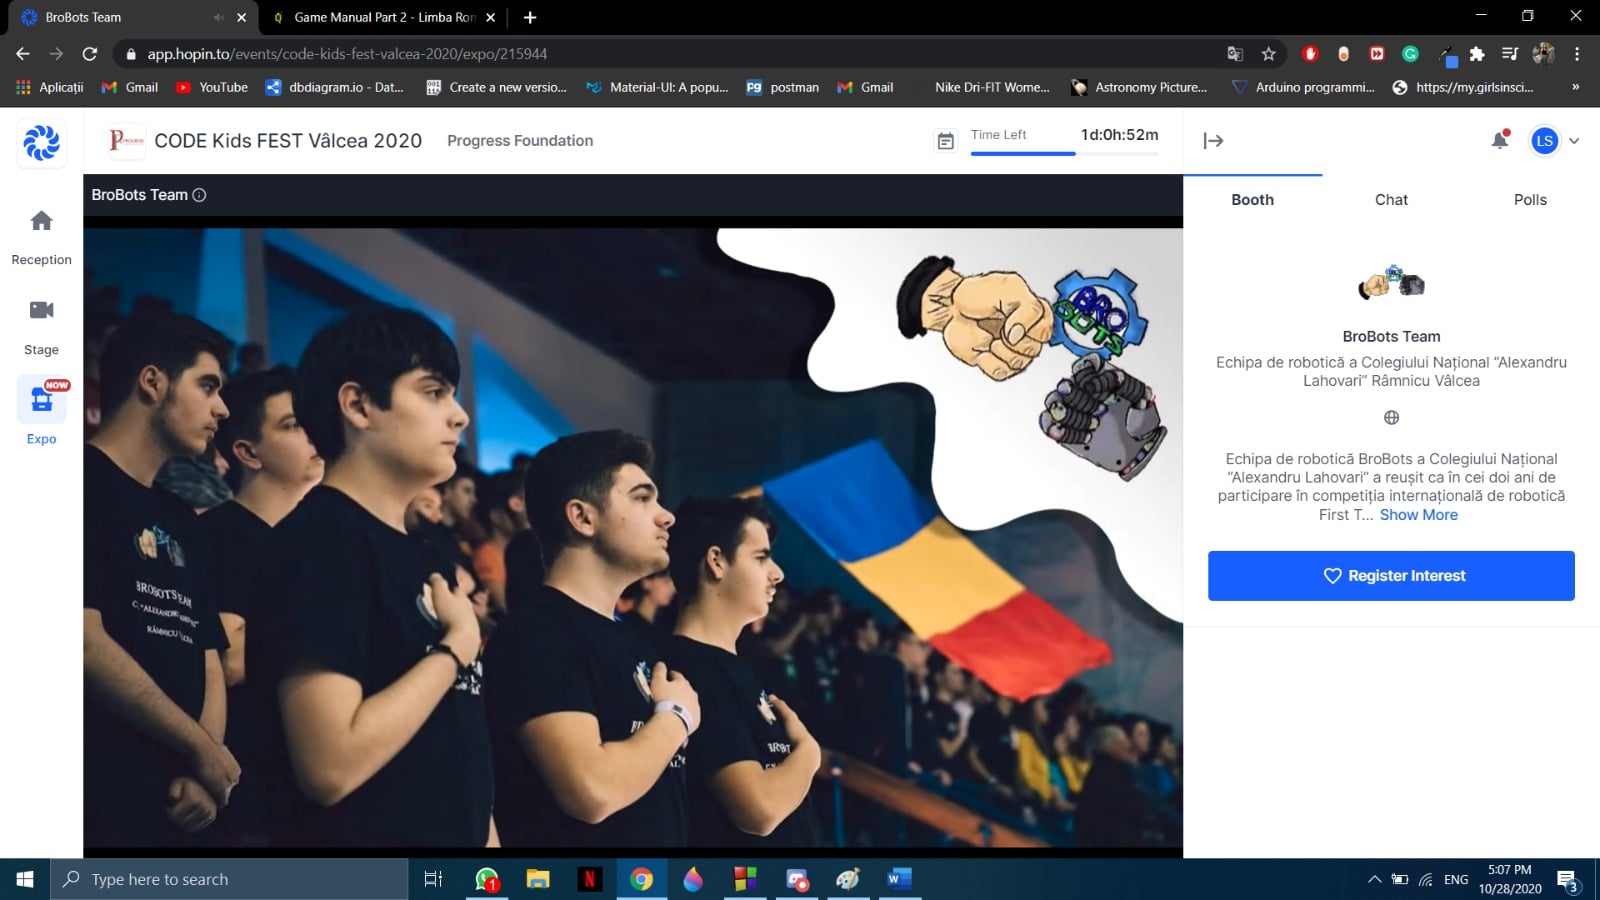 BroBots Team
Game Manual Part 2 - Limba Ron
app.hopin.to/events/code-kids-fest-valcea-2020/expo/215944
Aplicații
Gmail
YouTube
dbdiagram.io - Dat...
Create a new versio...
Material-UI: A popu...
postman
Gmail
Nike Dri-FIT Wome...
Astronomy Picture...
Arduino programmi...
https://my.girlsinsci...
»
CODE Kids FEST Vâlcea 2020
Progress Foundation
Time Left
1d:0h:52m
LS
BroBots Team
Booth
Chat
Polls
Reception
Stage
NOW
Expo
BRO
BOTS
BROBOTS TEAM
RÂMNICU VÂLCEA
BroBots Team
Echipa de robotică a Colegiului Național “Alexandru
Lahovari” Râmnicu Vâlcea
Echipa de robotică BroBots a Colegiului Național
“Alexandru Lahovari” a reușit ca în cei doi ani de
participare în competiția internațională de robotică
First T... Show More
Register Interest
Type here to search
1
N
W
ENG
5:07 PM
10/28/2020
3